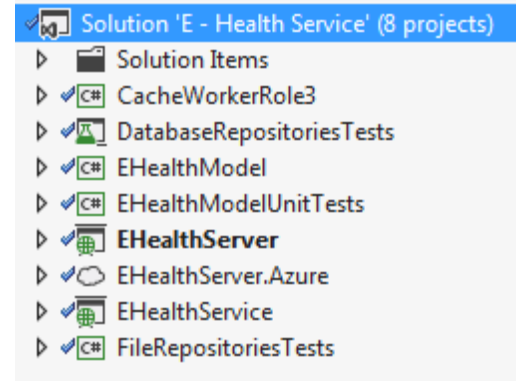 Solution 'E - Health Service' (8 projects)
Solution Items
C# CacheWorkerRole3
DatabaseRepositoriesTests
C# EHealthModel
C# EHealthModelUnitTests
EHealthServer
EHealthServer.Azure
EHealthService
C# FileRepositoriesTests